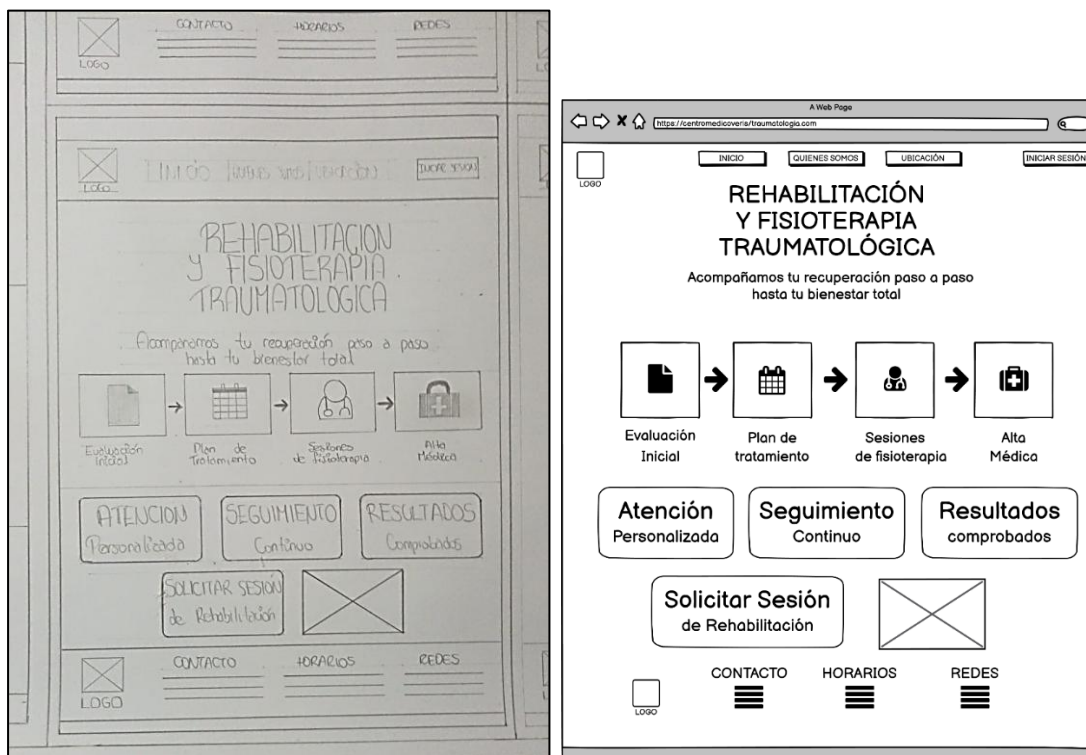 CONTACTO HORARIOS REDES
LOGO
LOGO
INICIO
LOGO
REHABILITACION
Y FISIOTERAPIA
TRAUMATOLOGICA
Acompañamos tu recuperación paso a paso
hasta tu bienestar total
Evaluación Inicial
Plan de Tratamiento
Sesiones de fisioterapia
Alta Médica
ATENCION
Personalizada
SEGUIMIENTO
Continuo
RESULTADOS
Comprobados
SOLICITAR SESIÓN
de Rehabilitación
CONTACTO HORARIOS REDES
LOGO
A Web Page
https://centromedicoveris/traumatologia.com
LOGO
INICIO QUIENES SOMOS UBICACIÓN INICIAR SESIÓN
REHABILITACIÓN
Y FISIOTERAPIA
TRAUMATOLÓGICA
Acompañamos tu recuperación paso a paso
hasta tu bienestar total
Evaluación
Inicial
Plan de
tratamiento
Sesiones
de fisioterapia
Alta
Médica
Atención
Personalizada
Seguimiento
Continuo
Resultados
comprobados
Solicitar Sesión
de Rehabilitación
CONTACTO HORARIOS REDES
LOGO